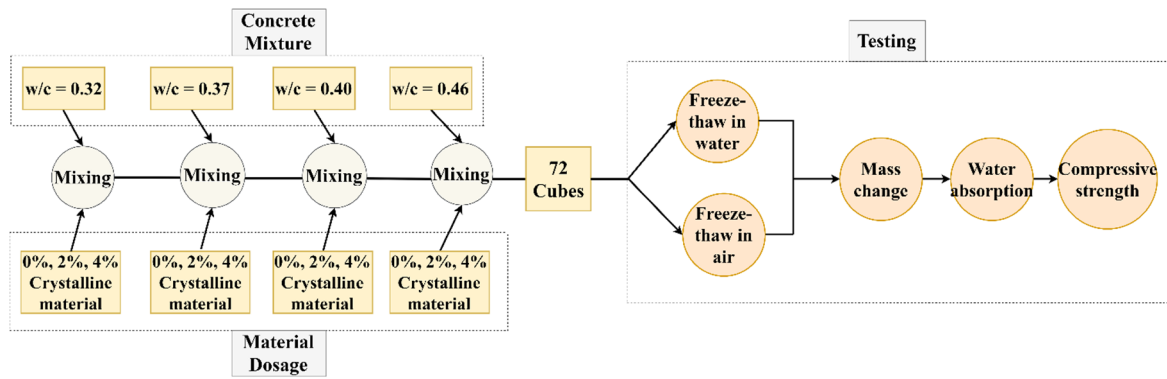 Concrete
Mixture
w/c = 0.32
w/c = 0.37
w/c = 0.40
w/c = 0.46
Mixing
Mixing
Mixing
Mixing
0%, 2%, 4%
Crystalline
material
0%, 2%, 4%
Crystalline
material
0%, 2%, 4%
Crystalline
material
0%, 2%, 4%
Crystalline
material
Material
Dosage
72
Cubes
Testing
Freeze-
thaw in
water
Freeze-
thaw in
air
Mass
change
Water
absorption
Compressive
strength